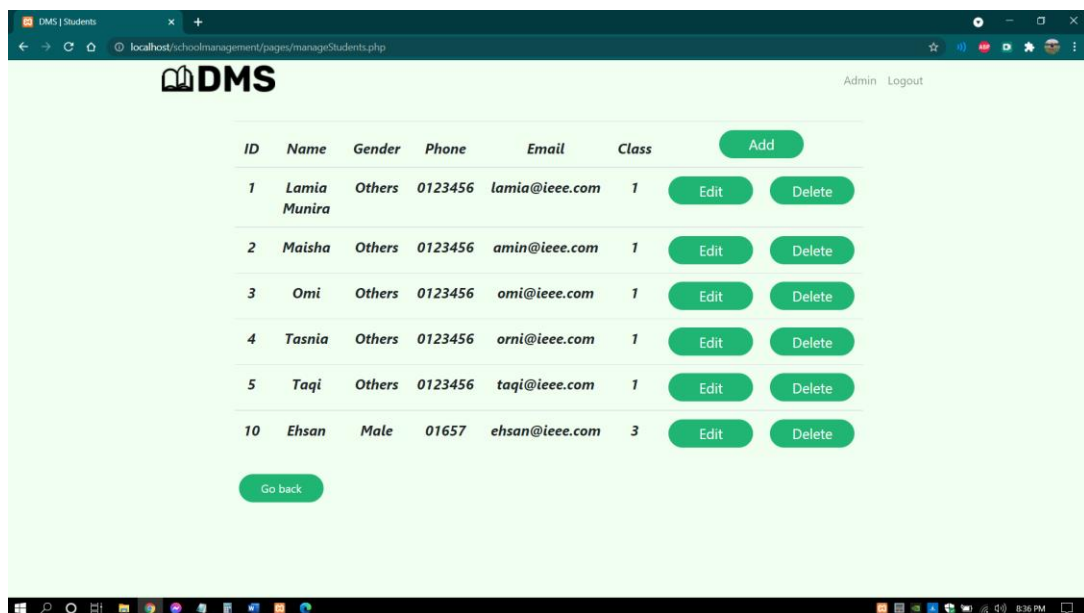 DMS | Students
localhost/schoolmanagement/pages/manageStudents.php
DMS
Admin Logout
ID Name Gender Phone Email Class Add
1 Lamia Munira Others 0123456 lamia@ieee.com 1 Edit Delete
2 Maisha Others 0123456 amin@ieee.com 1 Edit Delete
3 Omi Others 0123456 omi@ieee.com 1 Edit Delete
4 Tasnia Others 0123456 orni@ieee.com 1 Edit Delete
5 Taqi Others 0123456 taqi@ieee.com 1 Edit Delete
10 Ehsan Male 01657 ehsan@ieee.com 3 Edit Delete
Go back
8:36 PM